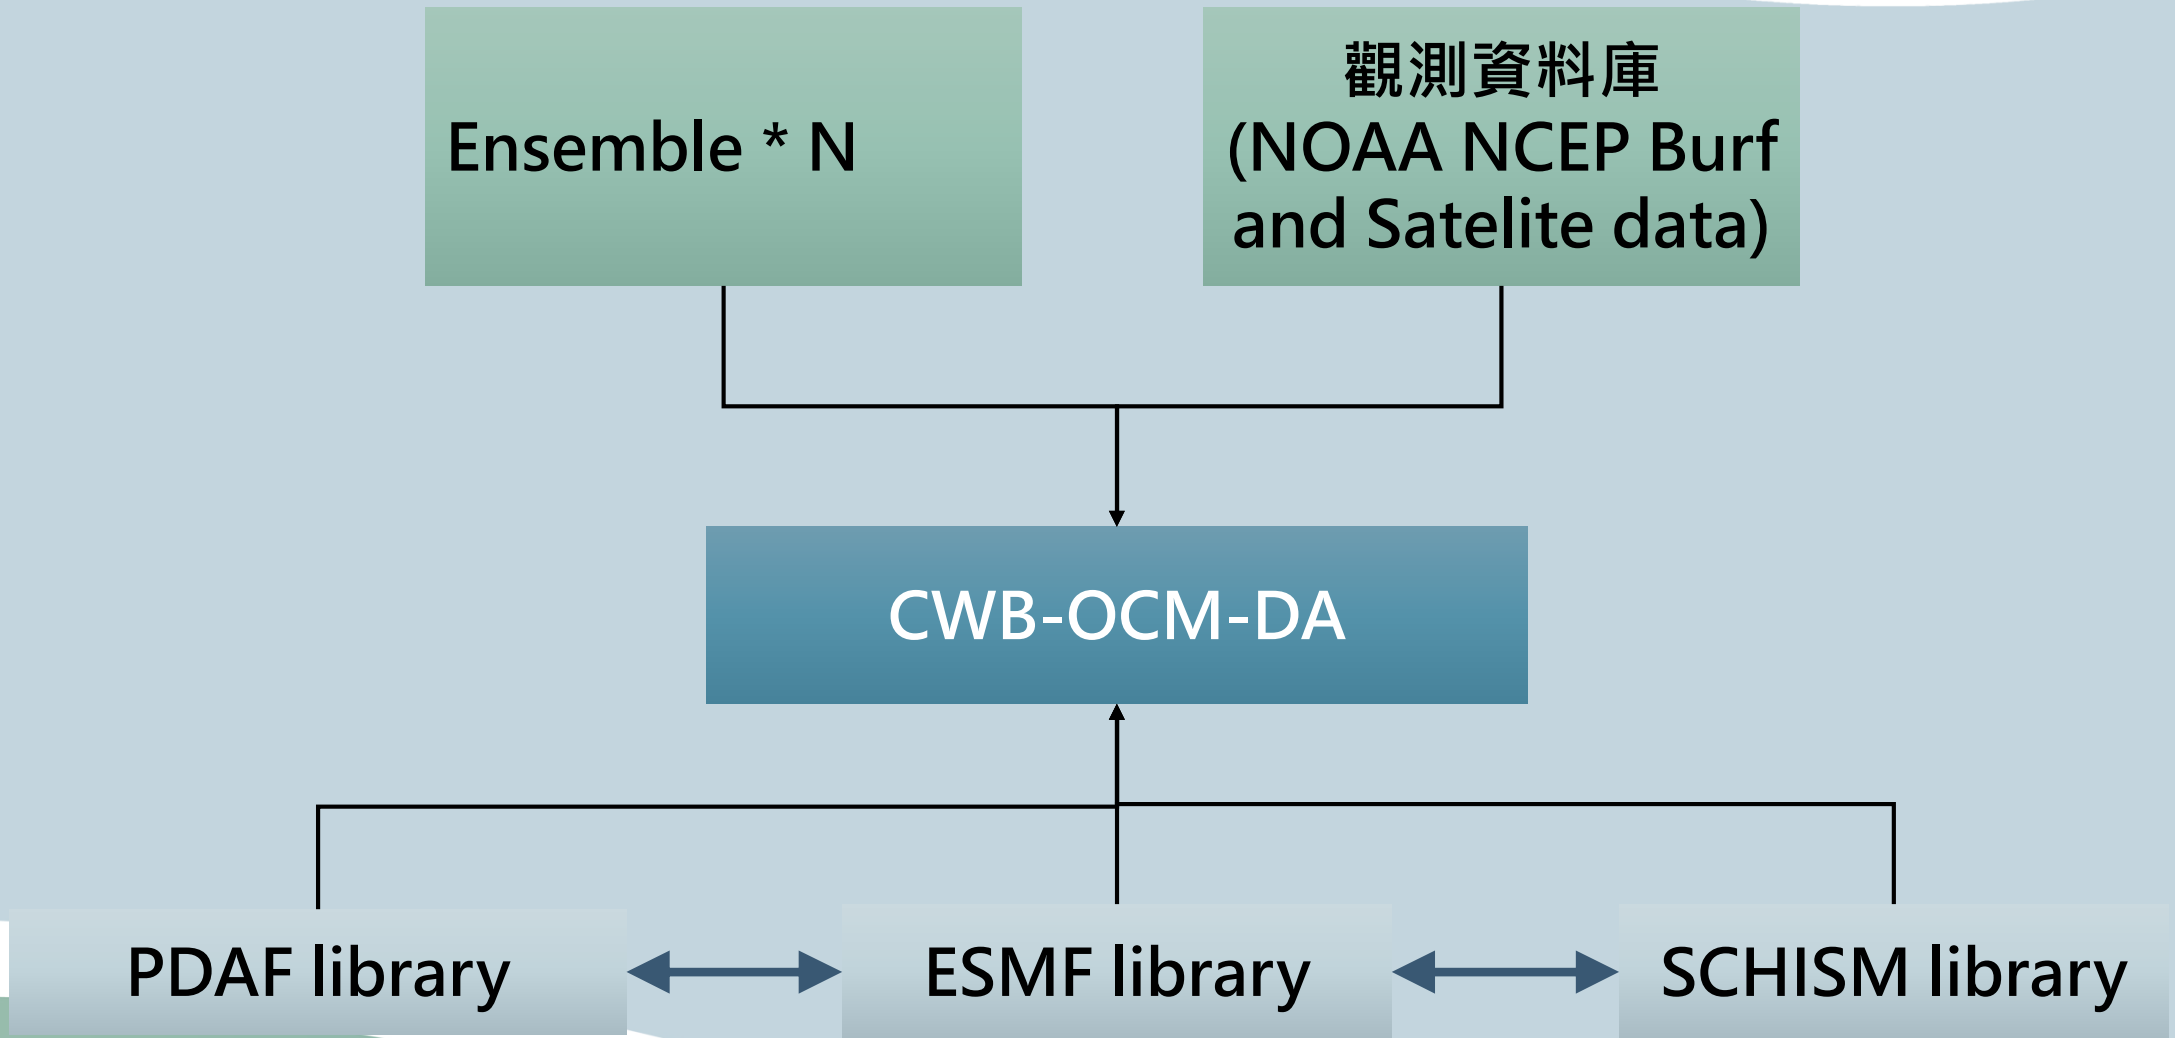 Ensemble * N
觀測資料庫
(NOAA NCEP Burf
and Satelite data)
CWB-OCM-DA
PDAF library
ESMF library
SCHISM library